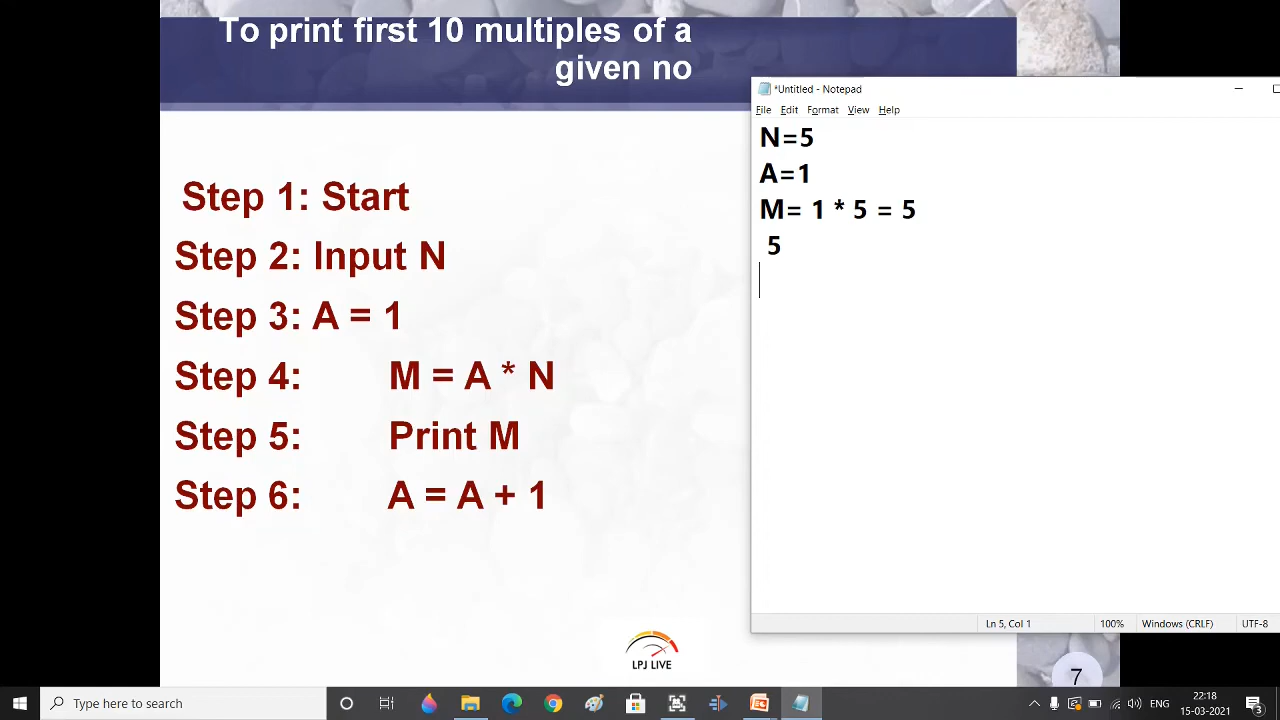 To print first 10 multiples of a
given no
Step 1: Start
Step 2: Input N
Step 3: A = 1
Step 4: M = A * N
Step 5: Print M
Step 6: A = A + 1
LPJ LIVE
7
*Untitled - Notepad
File Edit Format View Help
N=5
A=1
M= 1 * 5 = 5
5
Ln 5, Col 1 100% Windows (CRLF) UTF-8
Type here to search
ENG
22:18
15-03-2021
3